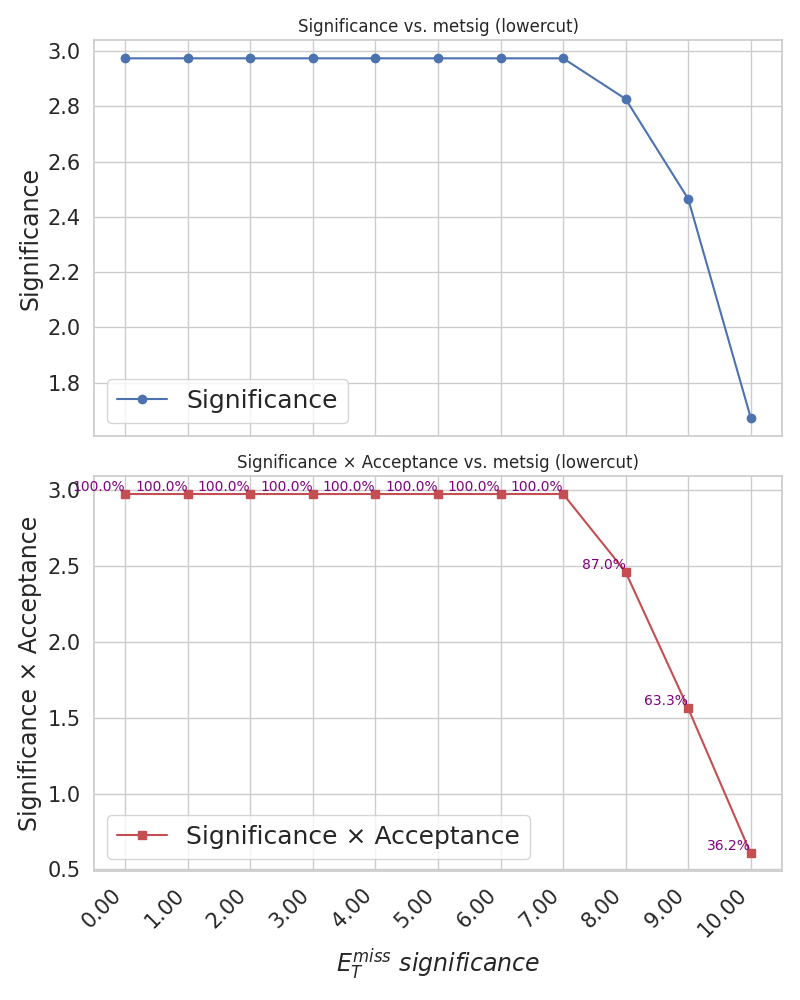 Significance vs. metsig (lowercut)
3.0
2.8
2.6
2.4
2.2
2.0
1.8
Significance
Significance
Significance × Acceptance vs. metsig (lowercut)
3.0
2.5
2.0
1.5
1.0
0.5
Significance × Acceptance
100.0% 100.0% 100.0% 100.0% 100.0% 100.0% 100.0% 100.0%
87.0%
63.3%
36.2%
Significance × Acceptance
0.00 1.00 2.00 3.00 4.00 5.00 6.00 7.00 8.00 9.00 10.00
E_T^miss significance